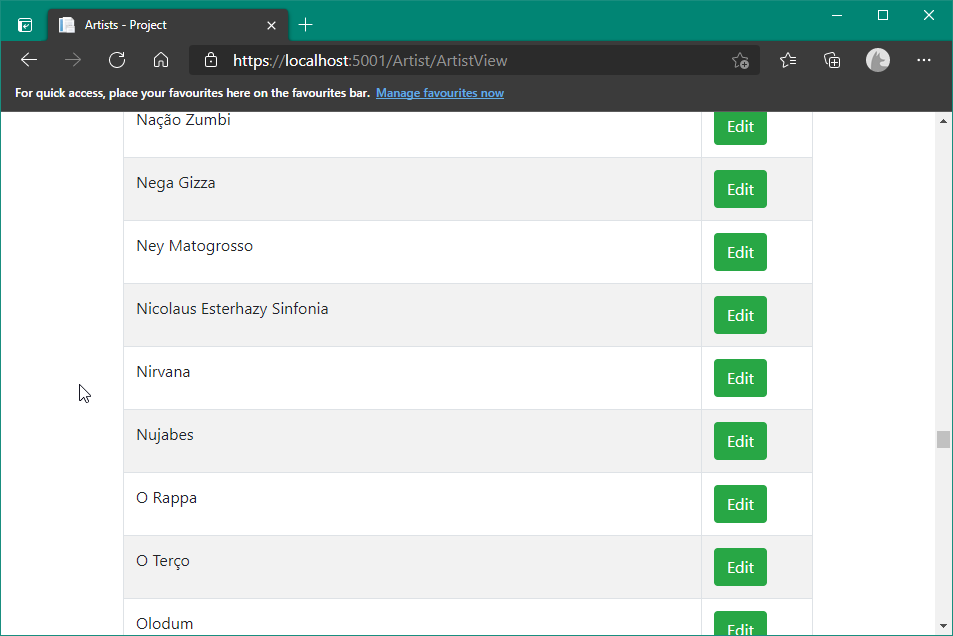 Artists - Project
https://localhost:5001/Artist/ArtistView
For quick access, place your favourites here on the favourites bar. Manage favourites now
Nação Zumbi Edit
Nega Gizza Edit
Ney Matogrosso Edit
Nicolaus Esterhazy Sinfonia Edit
Nirvana Edit
Nujabes Edit
O Rappa Edit
O Terço Edit
Olodum Edit